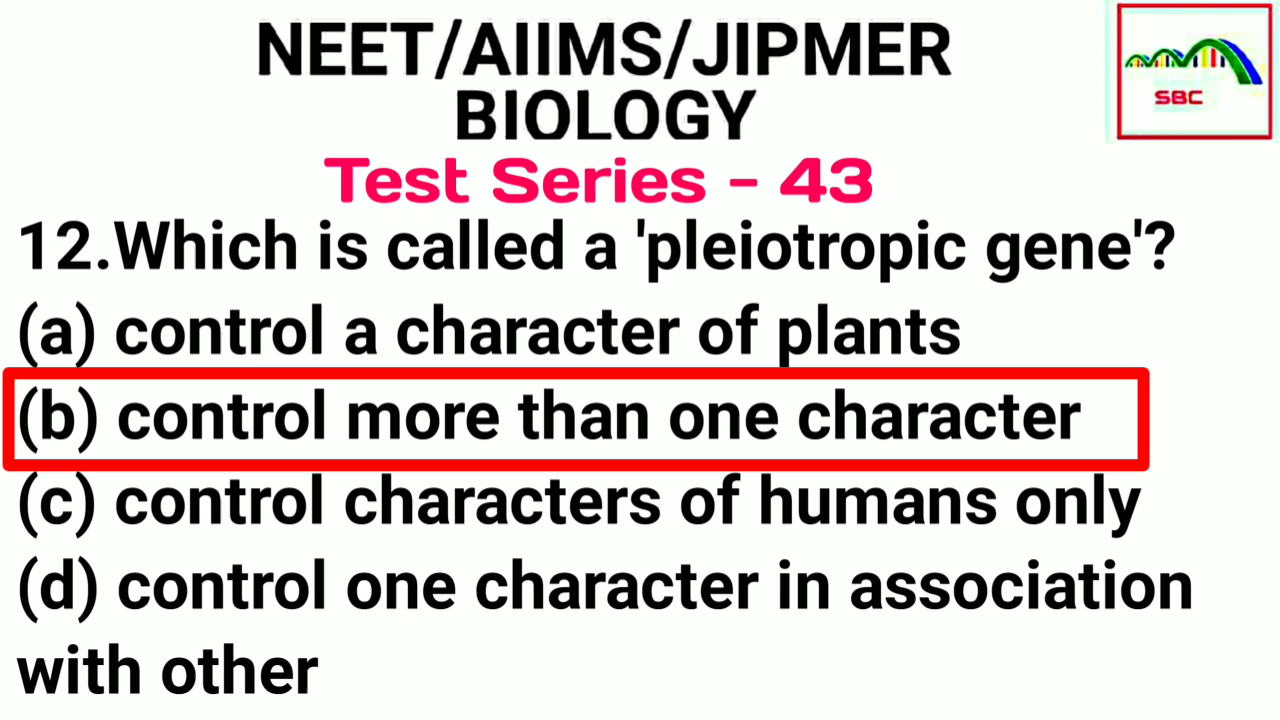 NEET/AIIMS/JIPMER
BIOLOGY
SBC
Test Series - 43
12.Which is called a 'pleiotropic gene'?
(a) control a character of plants
(b) control more than one character
(c) control characters of humans only
(d) control one character in association
with other